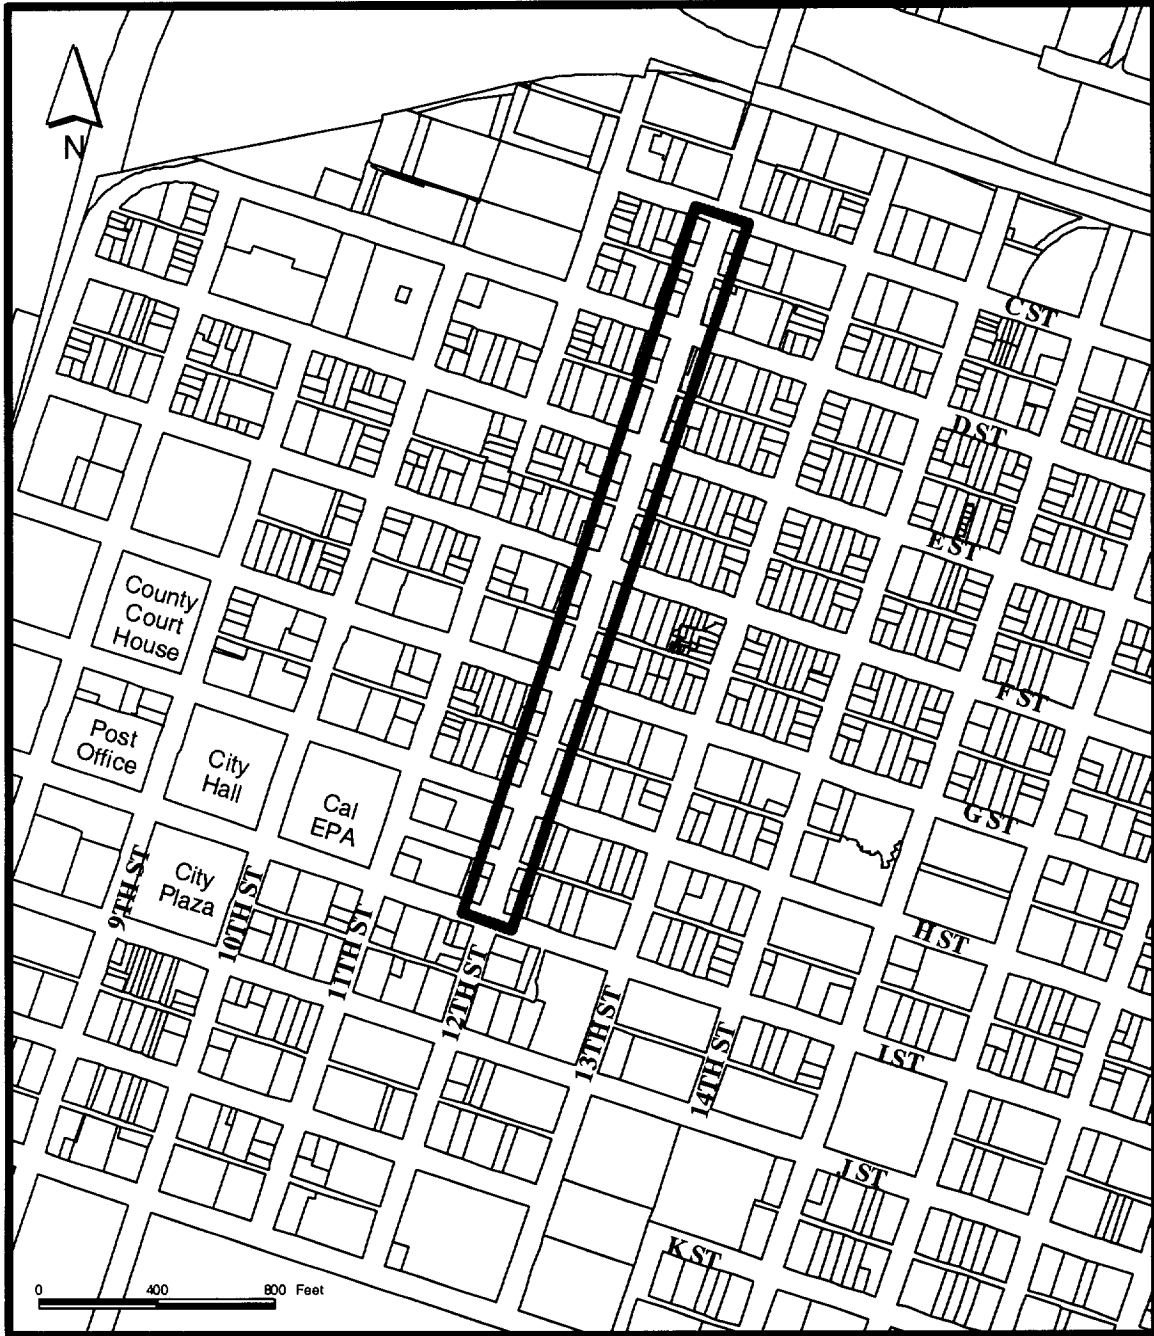 N
C ST
D ST
E ST
County
Court
House
F ST
Post
Office
City
Hall
Cal
EPA
G ST
City
Plaza
9TH ST
10TH ST
11TH ST
H ST
12TH ST
13TH ST
14TH ST
I ST
J ST
K ST
0 400 800 Feet